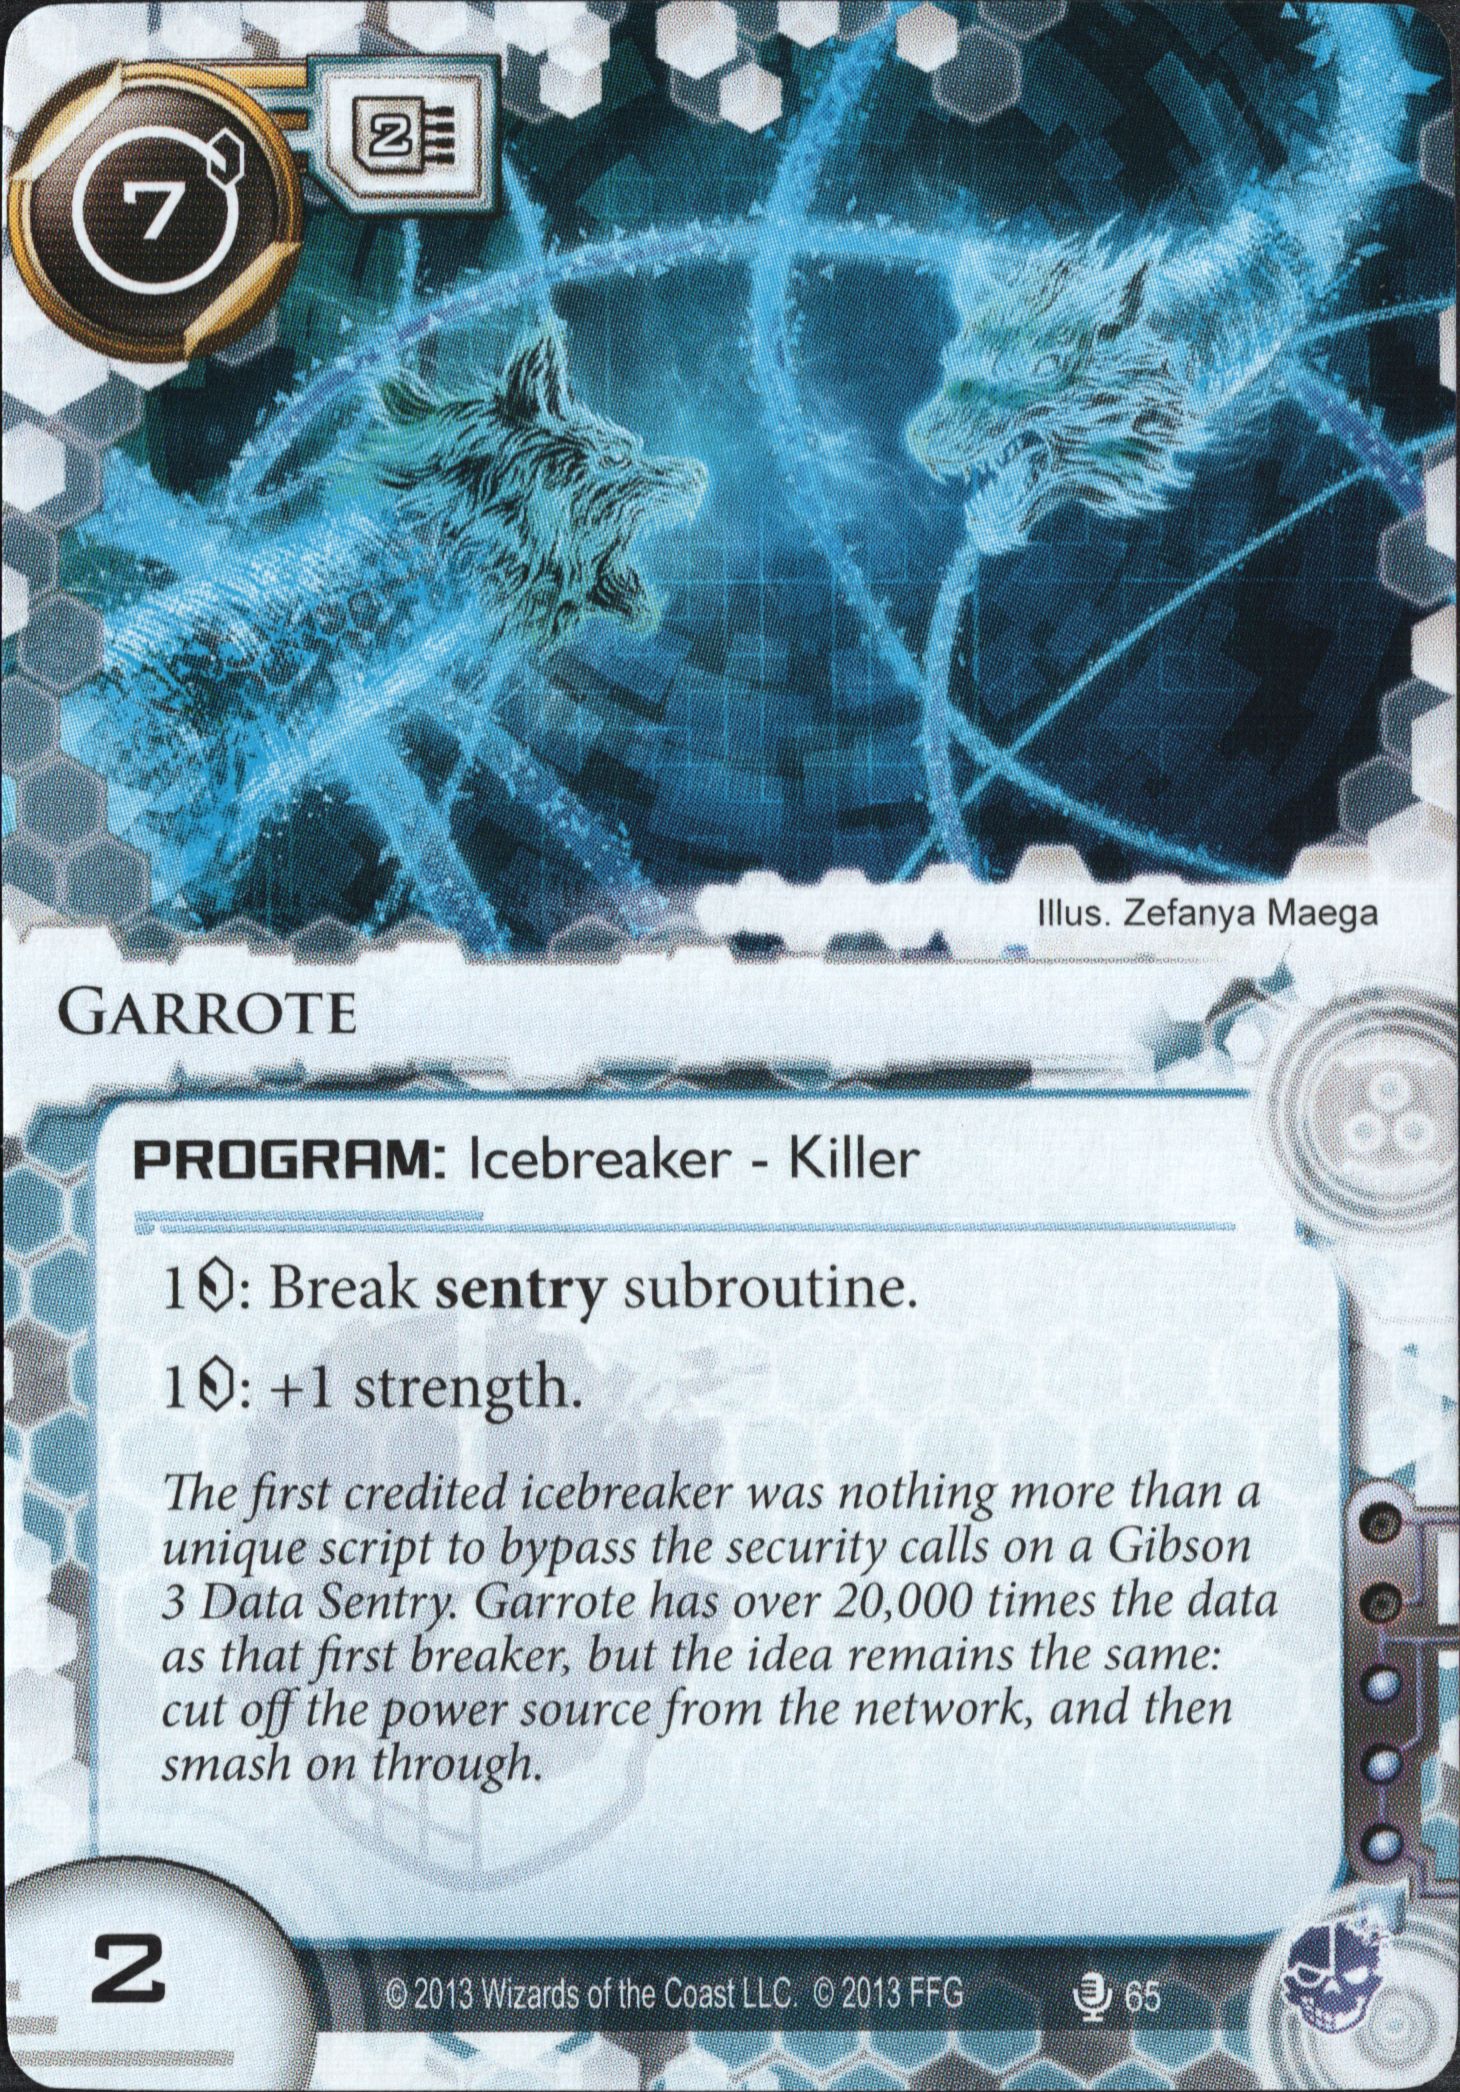 7
2
Illus. Zefanya Maega
GARROTE
PROGRAM: Icebreaker - Killer
1: Break sentry subroutine.
1: +1 strength.
The first credited icebreaker was nothing more than a
unique script to bypass the security calls on a Gibson
3 Data Sentry. Garrote has over 20,000 times the data
as that first breaker, but the idea remains the same:
cut off the power source from the network, and then
smash on through.
2
© 2013 Wizards of the Coast LLC. © 2013 FFG
65